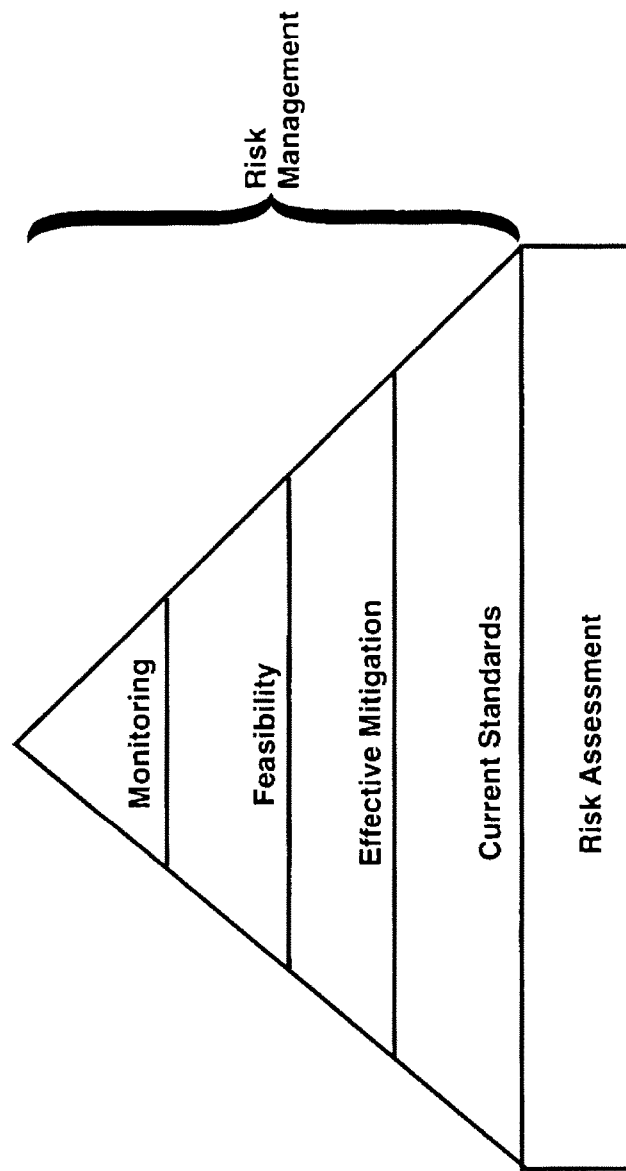 Risk
Management
Monitoring
Feasibility
Effective Mitigation
Current Standards
Risk Assessment